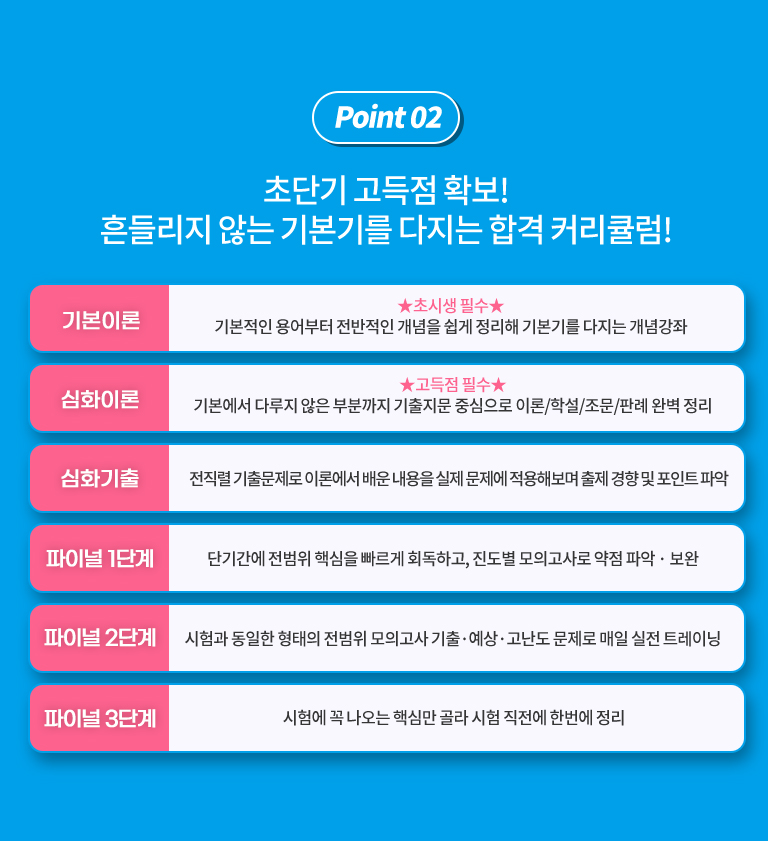 Point 02
초단기 고득점 확보!
흔들리지 않는 기본기를 다지는 합격 커리큘럼!
기본이론
★초시생 필수★
기본적인 용어부터 전반적인 개념을 쉽게 정리해 기본기를 다지는 개념강좌
심화이론
★고득점 필수★
기본에서 다루지 않은 부분까지 기출지문 중심으로 이론/학설/조문/판례 완벽 정리
심화기출
전직렬 기출문제로 이론에서 배운 내용을 실제 문제에 적용해보며 출제 경향 및 포인트 파악
파이널 1단계
단기간에 전범위 핵심을 빠르게 회독하고, 진도별 모의고사로 약점 파악 · 보완
파이널 2단계
시험과 동일한 형태의 전범위 모의고사 기출·예상·고난도 문제로 매일 실전 트레이닝
파이널 3단계
시험에 꼭 나오는 핵심만 골라 시험 직전에 한번에 정리